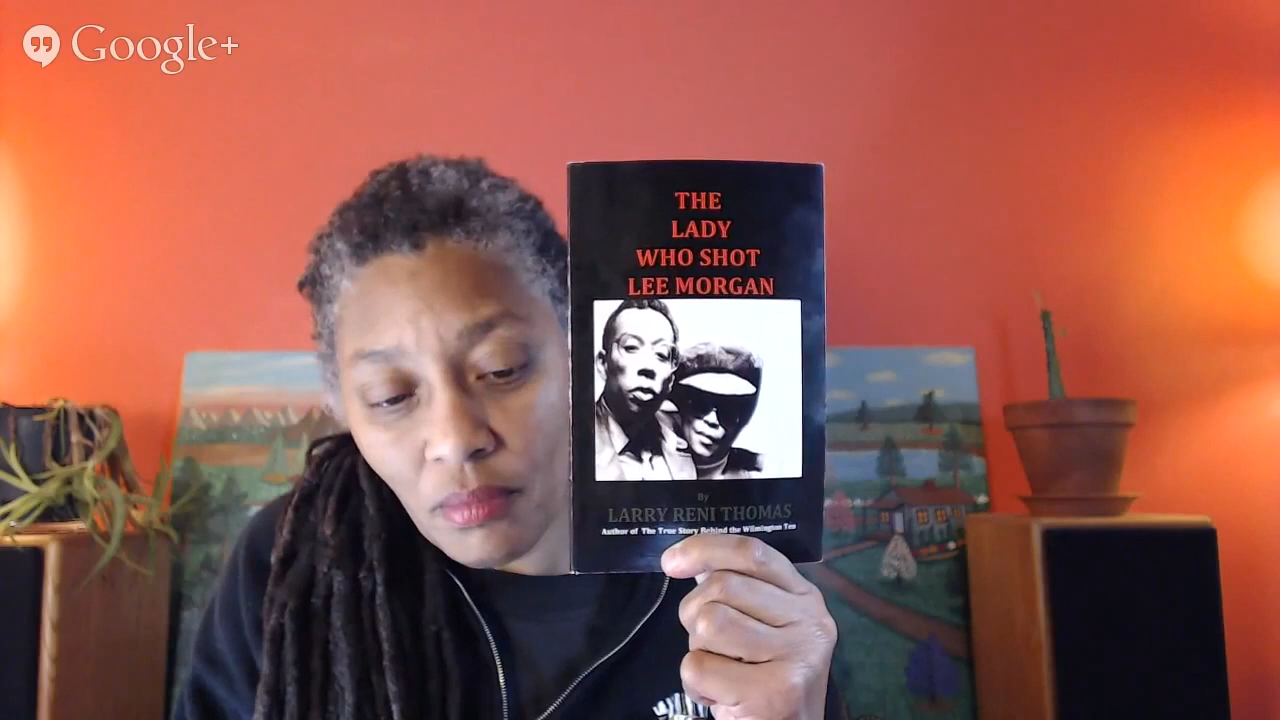 Google+
THE
LADY
WHO SHOT
LEE MORGAN
By
LARRY RENI THOMAS
Author of The True Story Behind the Wilmington Ten